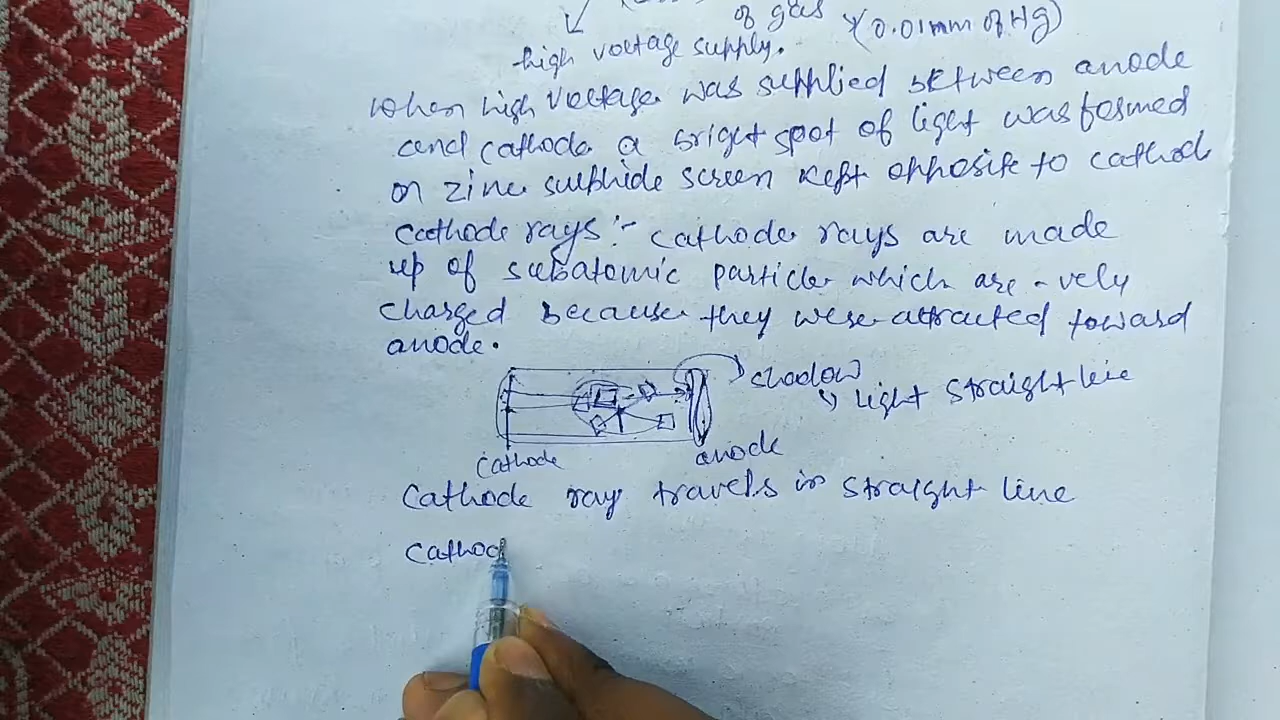 of gas (0.01mm of Hg)
high voltage supply.
when high voltage was supplied between anode
and cathode a bright spot of light was formed
on zinc sulphide screen kept opposite to cathod
cathode rays :- cathode rays are made
up of subatomic particle which are -vely
charged because they were attracted toward
anode.
shadow
light straight line
cathode
anode
cathode ray travels in straight line
cathod